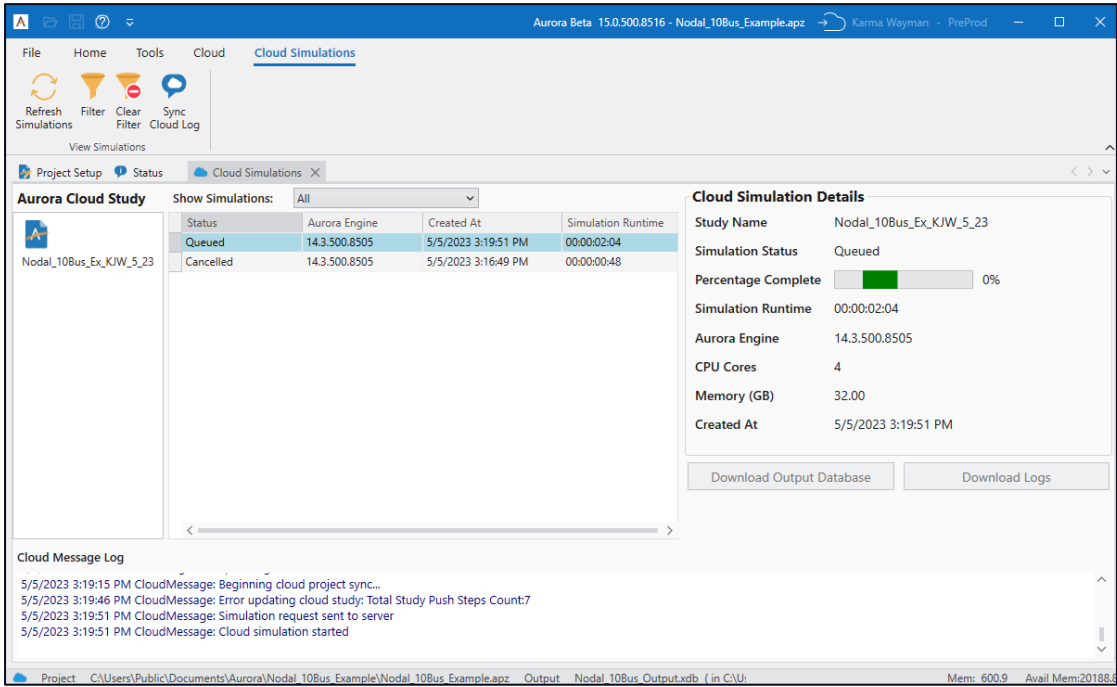 Aurora Beta 15.0.500.8516 - Nodal_10Bus_Example.apz Karma Wayman - PreProd
File Home Tools Cloud Cloud Simulations
Refresh Simulations Filter Clear Filter Sync Cloud Log
View Simulations
Project Setup Status Cloud Simulations
Aurora Cloud Study
Nodal_10Bus_Ex_KJW_5_23
Show Simulations: All
Status Aurora Engine Created At Simulation Runtime
Queued 14.3.500.8505 5/5/2023 3:19:51 PM 00:00:02:04
Cancelled 14.3.500.8505 5/5/2023 3:16:49 PM 00:00:00:48
Cloud Simulation Details
Study Name Nodal_10Bus_Ex_KJW_5_23
Simulation Status Queued
Percentage Complete 0%
Simulation Runtime 00:00:02:04
Aurora Engine 14.3.500.8505
CPU Cores 4
Memory (GB) 32.00
Created At 5/5/2023 3:19:51 PM
Download Output Database Download Logs
Cloud Message Log
5/5/2023 3:19:15 PM CloudMessage: Beginning cloud project sync...
5/5/2023 3:19:46 PM CloudMessage: Error updating cloud study: Total Study Push Steps Count:7
5/5/2023 3:19:51 PM CloudMessage: Simulation request sent to server
5/5/2023 3:19:51 PM CloudMessage: Cloud simulation started
Project C:\Users\Public\Documents\Aurora\Nodal_10Bus_Example\Nodal_10Bus_Example.apz Output Nodal_10Bus_Output.xdb ( in C:\U Mem: 600.9 Avail Mem:20188.